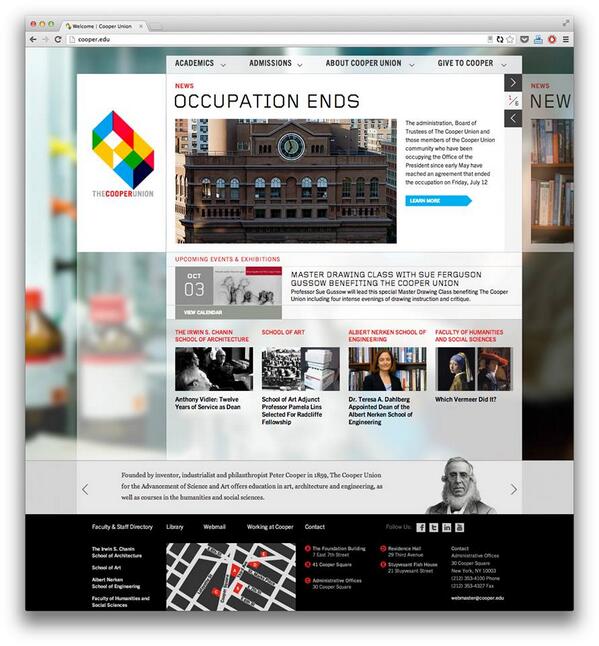 Welcome | Cooper Union
cooper.edu
ACADEMICS
ADMISSIONS
ABOUT COOPER UNION
GIVE TO COOPER
NEWS
OCCUPATION ENDS
1/6
NEWS
NEW
THECOOPERUNION
The administration, Board of
Trustees of The Cooper Union and
those members of the Cooper Union
community who have been
occupying the Office of the
President since early May have
reached an agreement that ended
the occupation on Friday, July 12
LEARN MORE
UPCOMING EVENTS & EXHIBITIONS
OCT
03
VIEW CALENDAR
MASTER DRAWING CLASS WITH SUE FERGUSON
GUSSOW BENEFITING THE COOPER UNION
Professor Sue Gussow will lead this special Master Drawing Class benefiting The Cooper
Union including four intense evenings of drawing instruction and critique.
THE IRWIN S. CHANIN
SCHOOL OF ARCHITECTURE
Anthony Vidler: Twelve
Years of Service as Dean
SCHOOL OF ART
School of Art Adjunct
Professor Pamela Lins
Selected For Radcliffe
Fellowship
ALBERT NERKEN SCHOOL OF
ENGINEERING
Dr. Teresa A. Dahlberg
Appointed Dean of the
Albert Nerken School of
Engineering
FACULTY OF HUMANITIES
AND SOCIAL SCIENCES
Which Vermeer Did It?
Founded by inventor, industrialist and philanthropist Peter Cooper in 1859, The Cooper Union
for the Advancement of Science and Art offers education in art, architecture and engineering, as
well as courses in the humanities and social sciences.
Faculty & Staff Directory
Library
Webmail
Working at Cooper
Contact
Follow Us:
The Irwin S. Chanin
School of Architecture
School of Art
Albert Nerken
School of Engineering
Faculty of Humanities and
Social Sciences
The Foundation Building
7 East 7th Street
41 Cooper Square
Administrative Offices
30 Cooper Square
Residence Hall
29 Third Avenue
Stuyvesant Fish House
21 Stuyvesant Street
Contact
Administrative Offices
30 Cooper Square
New York, NY 10003
(212) 353-4100 Phone
(212) 353-4327 Fax
webmaster@cooper.edu